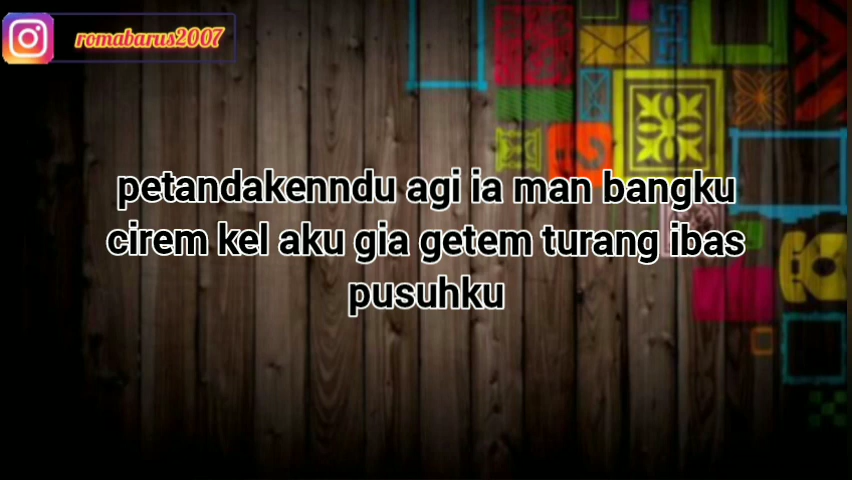 romabarus2007
petandakenndu agi ia man bangku
cirem kel aku gia getem turang ibas
pusuhku